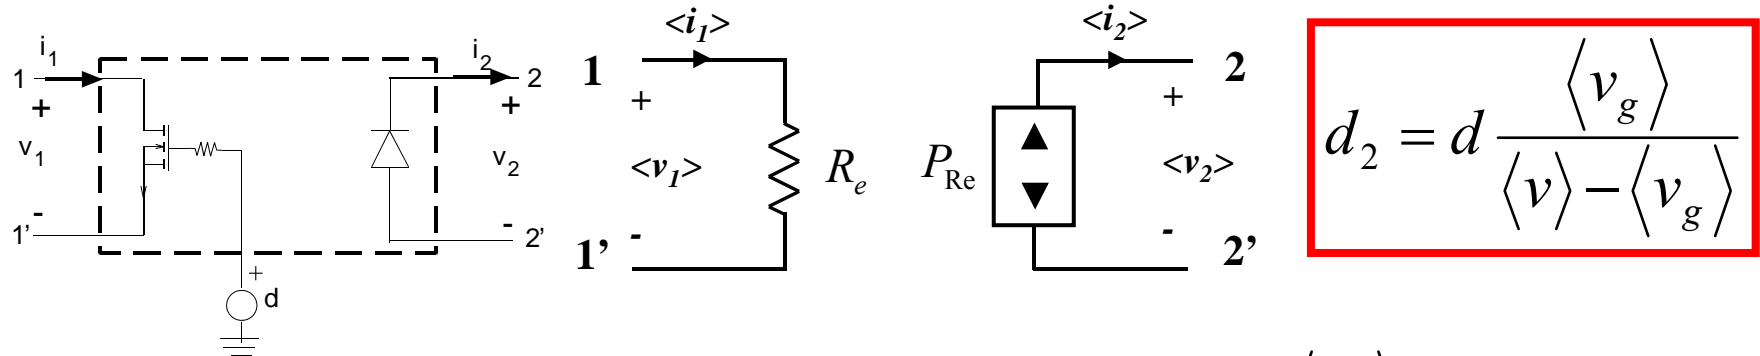 i1
1
+
v1
-
1'
+
d
i2
2
+
v2
-
2'
<i1>
1
+
<v1>
Re
-
1’
<i2>
2
+
PRe
<v2>
-
2’
d2 = d ⟨vg⟩ / (⟨v⟩ − ⟨vg⟩)